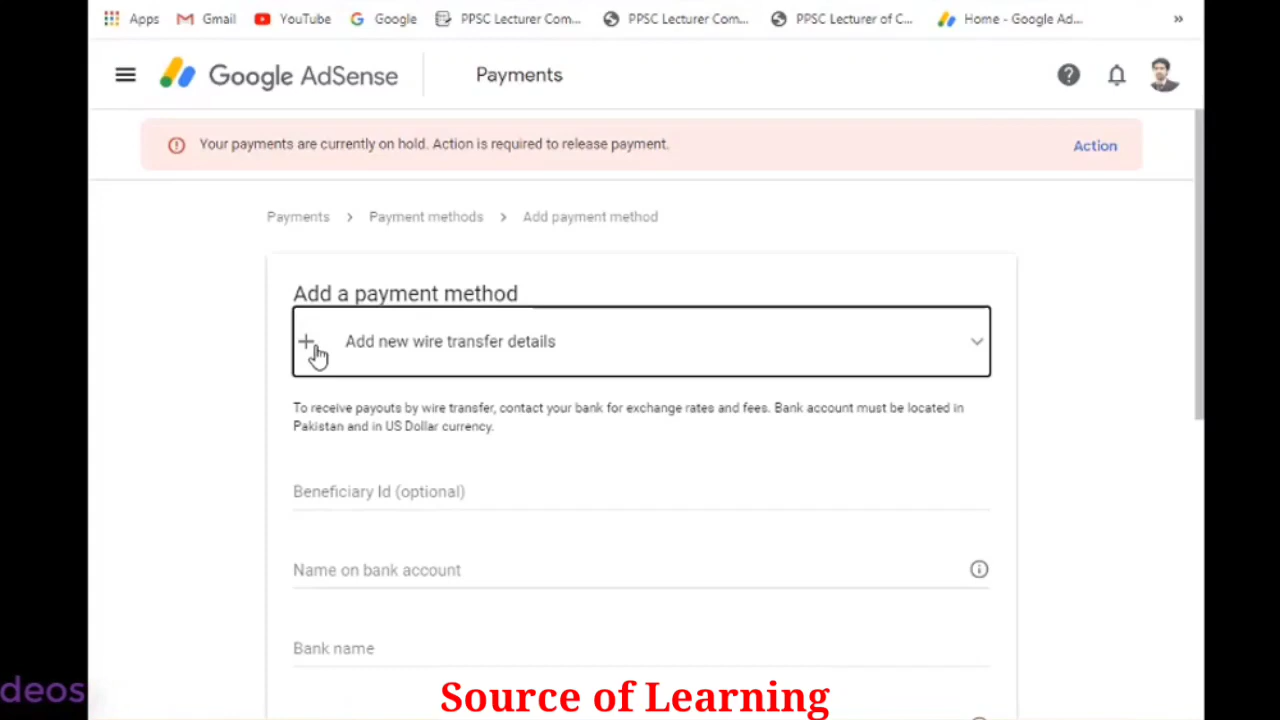 Apps Gmail YouTube Google PPSC Lecturer Com... PPSC Lecturer Com... PPSC Lecturer of C... Home - Google Ad... »
Google AdSense Payments
Your payments are currently on hold. Action is required to release payment. Action
Payments > Payment methods > Add payment method
Add a payment method
Add new wire transfer details
To receive payouts by wire transfer, contact your bank for exchange rates and fees. Bank account must be located in
Pakistan and in US Dollar currency.
Beneficiary Id (optional)
Name on bank account
Bank name
deos
Source of Learning